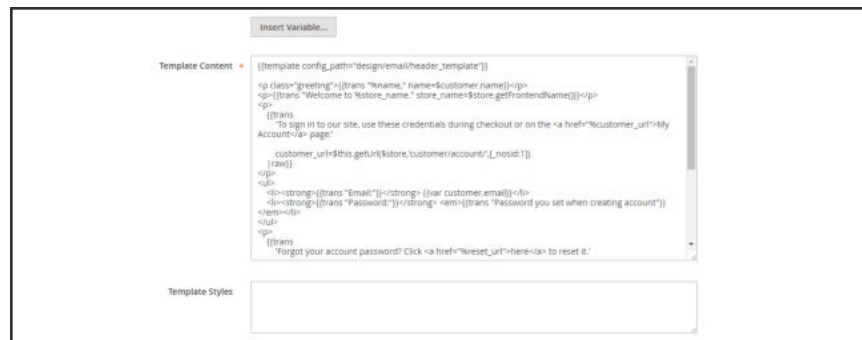 Insert Variable...
Template Content *
{{template config_path="design/email/header_template"}}
<p class="greeting">{{trans "%name," name=$customer.name}}</p>
<p>{{trans "Welcome to %store_name." store_name=$store.getFrontendName()}}</p>
<p>
{{trans
'To sign in to our site, use these credentials during checkout or on the <a href="%customer_url">My
Account</a> page:'
customer_url=$this.getUrl($store,'customer/account/',[_nosid:1])
|raw}}
</p>
<ul>
<li><strong>{{trans "Email:"}}</strong> {{var customer.email}}</li>
<li><strong>{{trans "Password:"}}</strong> <em>{{trans "Password you set when creating account"}}
</em></li>
</ul>
<p>
{{trans
'Forgot your account password? Click <a href="%reset_url">here</a> to reset it.'
Template Styles